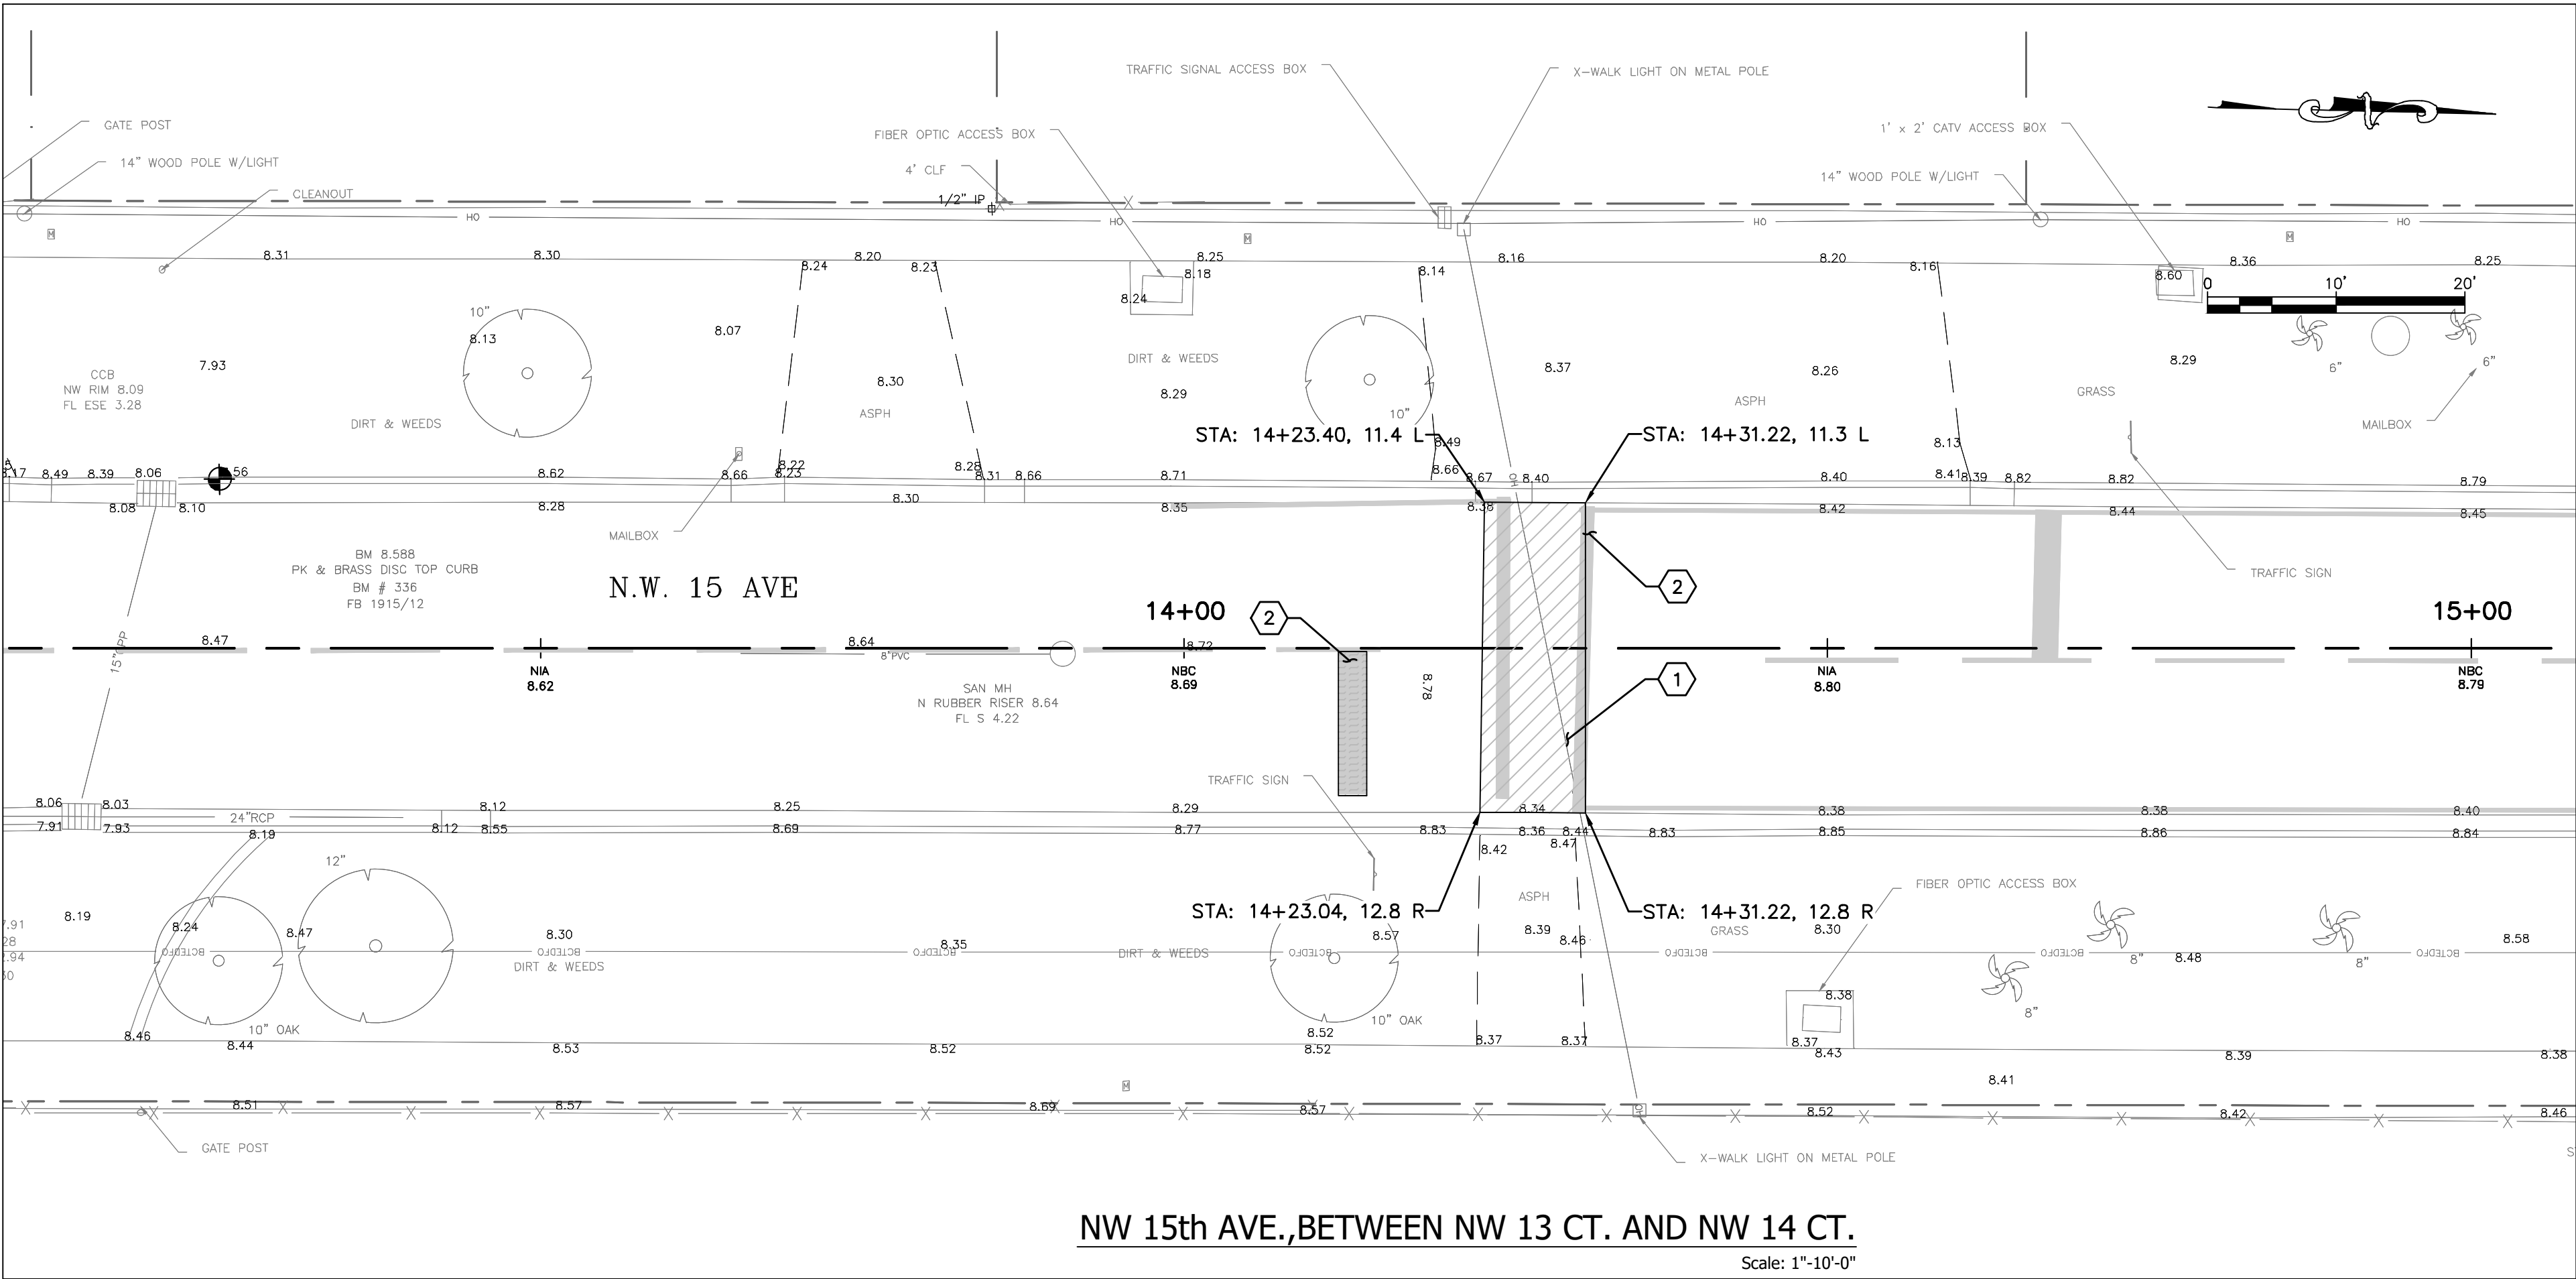 TRAFFIC SIGNAL ACCESS BOX
X-WALK LIGHT ON METAL POLE
GATE POST
FIBER OPTIC ACCESS BOX
1' x 2' CATV ACCESS BOX
14" WOOD POLE W/LIGHT
4' CLF
14" WOOD POLE W/LIGHT
CLEANOUT
1/2" IP
HO
HO
HO
HO
M
M
M
8.31
8.30
8.20
8.25
8.16
8.20
8.36
8.25
8.24
8.23
8.18
8.14
8.16
8.60
0
10'
20'
8.24
10"
8.13
8.07
7.93
8.30
DIRT & WEEDS
8.37
8.26
8.29
6"
6"
CCB
NW RIM 8.09
FL ESE 3.28
8.29
ASPH
GRASS
ASPH
10"
DIRT & WEEDS
MAILBOX
STA: 14+23.40, 11.4 L
STA: 14+31.22, 11.3 L
8.49
8.13
8.17
8.49
8.39
8.06
56
8.62
8.66
8.22
8.23
8.28
8.31
8.66
8.71
8.66
8.67
8.40
8.40
8.41
8.39
8.82
8.82
8.79
OH
8.08
8.10
8.28
8.30
8.35
8.38
8.42
8.44
8.45
MAILBOX
BM 8.588
PK & BRASS DISC TOP CURB
BM # 336
FB 1915/12
N.W. 15 AVE
TRAFFIC SIGN
2
14+00
2
15+00
8.47
8.64
8.72
8"PVC
NIA
8.62
NBC
8.69
NIA
8.80
NBC
8.79
SAN MH
N RUBBER RISER 8.64
FL S 4.22
8.78
1
TRAFFIC SIGN
8.06
8.03
8.12
8.25
8.29
8.34
8.38
8.38
8.40
24"RCP
7.91
7.93
8.19
8.12
8.55
8.69
8.77
8.83
8.36
8.44
8.83
8.85
8.86
8.84
8.42
8.47
12"
ASPH
FIBER OPTIC ACCESS BOX
STA: 14+23.04, 12.8 R
STA: 14+31.22, 12.8 R
8.19
8.24
8.47
8.30
8.35
8.57
8.39
8.46
GRASS
8.30
8.58
BCTEDFO
BCTEDFO
BCTEDFO
DIRT & WEEDS
BCTEDFO
BCTEDFO
BCTEDFO
8"
8.48
8"
BCTEDFO
DIRT & WEEDS
8.38
8"
10" OAK
10" OAK
8.46
8.44
8.53
8.52
8.52
8.52
8.37
8.37
8.37
8.43
8.39
8.38
M
8.41
8.51
8.57
8.69
8.57
8.52
8.42
8.46
GATE POST
X-WALK LIGHT ON METAL POLE
NW 15th AVE.,BETWEEN NW 13 CT. AND NW 14 CT.
Scale: 1"-10'-0"